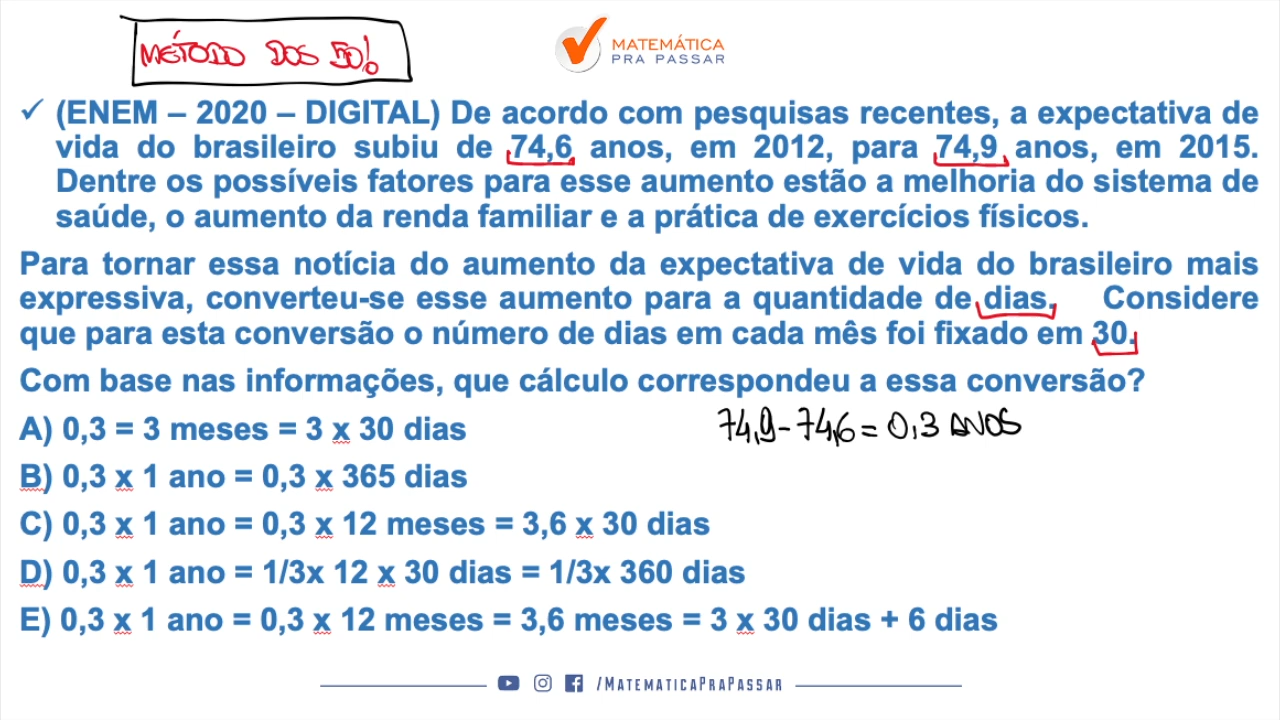 MÉTODO DOS 50!
MATEMÁTICA
PRA PASSAR
✓ (ENEM – 2020 – DIGITAL) De acordo com pesquisas recentes, a expectativa de
vida do brasileiro subiu de 74,6 anos, em 2012, para 74,9 anos, em 2015.
Dentre os possíveis fatores para esse aumento estão a melhoria do sistema de
saúde, o aumento da renda familiar e a prática de exercícios físicos.
Para tornar essa notícia do aumento da expectativa de vida do brasileiro mais
expressiva, converteu-se esse aumento para a quantidade de dias. Considere
que para esta conversão o número de dias em cada mês foi fixado em 30.
Com base nas informações, que cálculo correspondeu a essa conversão?
A) 0,3 = 3 meses = 3 x 30 dias
74,9 - 74,6 = 0,3 ANOS
B) 0,3 x 1 ano = 0,3 x 365 dias
C) 0,3 x 1 ano = 0,3 x 12 meses = 3,6 x 30 dias
D) 0,3 x 1 ano = 1/3x 12 x 30 dias = 1/3x 360 dias
E) 0,3 x 1 ano = 0,3 x 12 meses = 3,6 meses = 3 x 30 dias + 6 dias
/MATEMATICAPRAPASSAR